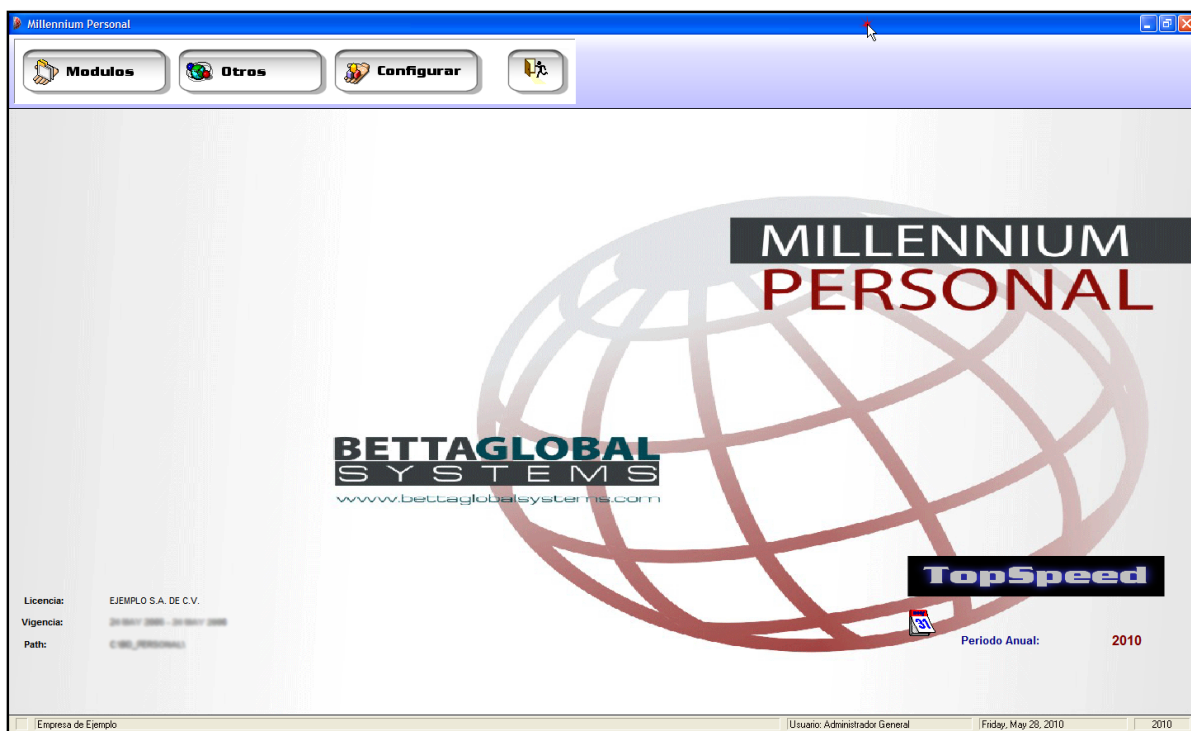 Millennium Personal
Modulos
Otros
Configurar
MILLENNIUM
PERSONAL
BETTAGLOBAL
SYSTEMS
www.bettaglobalsystems.com
TopSpeed
Licencia: EJEMPLO S.A. DE C.V.
Vigencia:
31
Path:
Periodo Anual: 2010
Empresa de Ejemplo Usuario: Administrador General Friday, May 28, 2010 2010